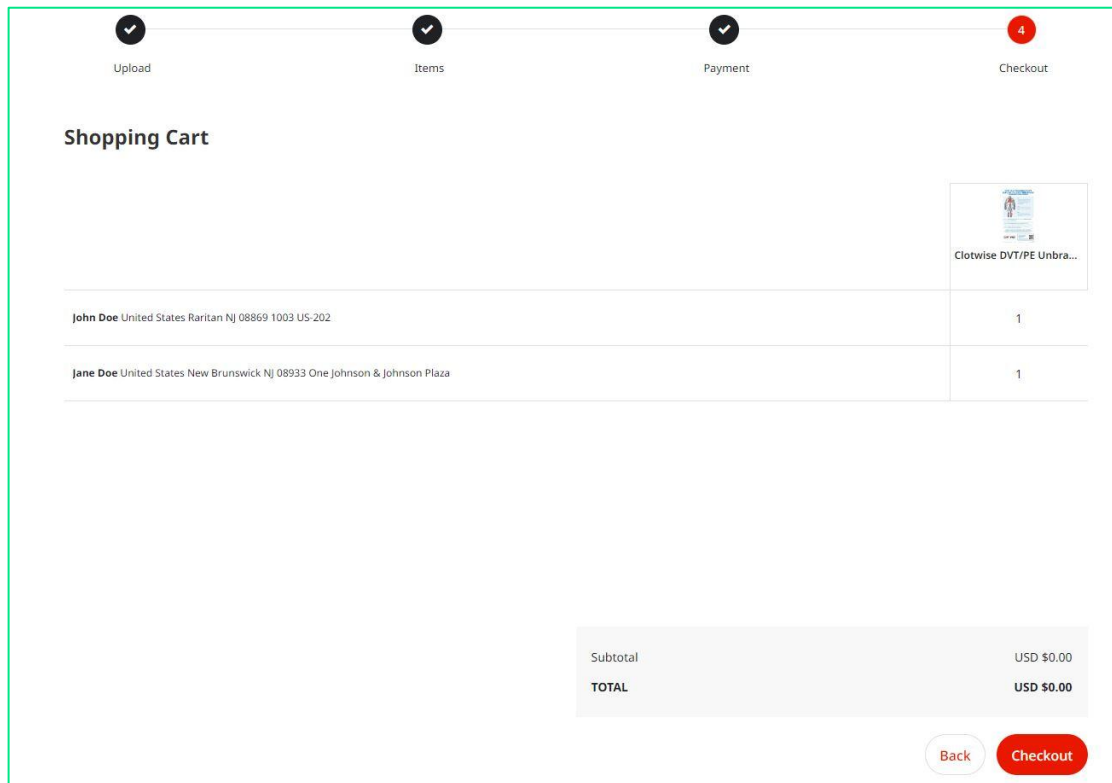 4
Upload
Items
Payment
Checkout
Shopping Cart
Clotwise DVT/PE Unbra...
John Doe United States Raritan NJ 08869 1003 US-202
1
Jane Doe United States New Brunswick NJ 08933 One Johnson & Johnson Plaza
1
Subtotal
USD $0.00
TOTAL
USD $0.00
Back
Checkout